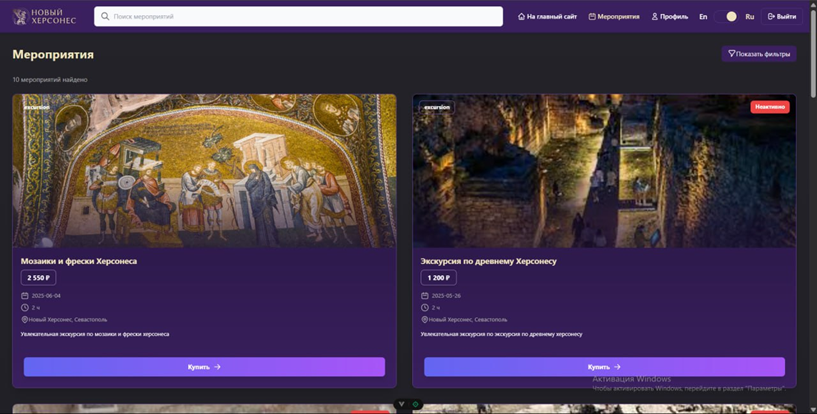 НОВЫЙ
ХЕРСОНЕС
Поиск мероприятий
На главный сайт
Мероприятия
Профиль
En
Ru
Выйти
Мероприятия
Показать фильтры
10 мероприятий найдено
excursion
excursion
Неактивно
Мозаики и фрески Херсонеса
2 550 ₽
2025-06-04
2 ч
Новый Херсонес, Севастополь
Увлекательная экскурсия по мозаики и фрески херсонеса
Купить →
Экскурсия по древнему Херсонесу
1 200 ₽
2025-05-26
2 ч
Новый Херсонес, Севастополь
Увлекательная экскурсия по экскурсия по древнему херсонесу
Купить →
Активация Windows
Чтобы активировать Windows, перейдите в раздел "Параметры".